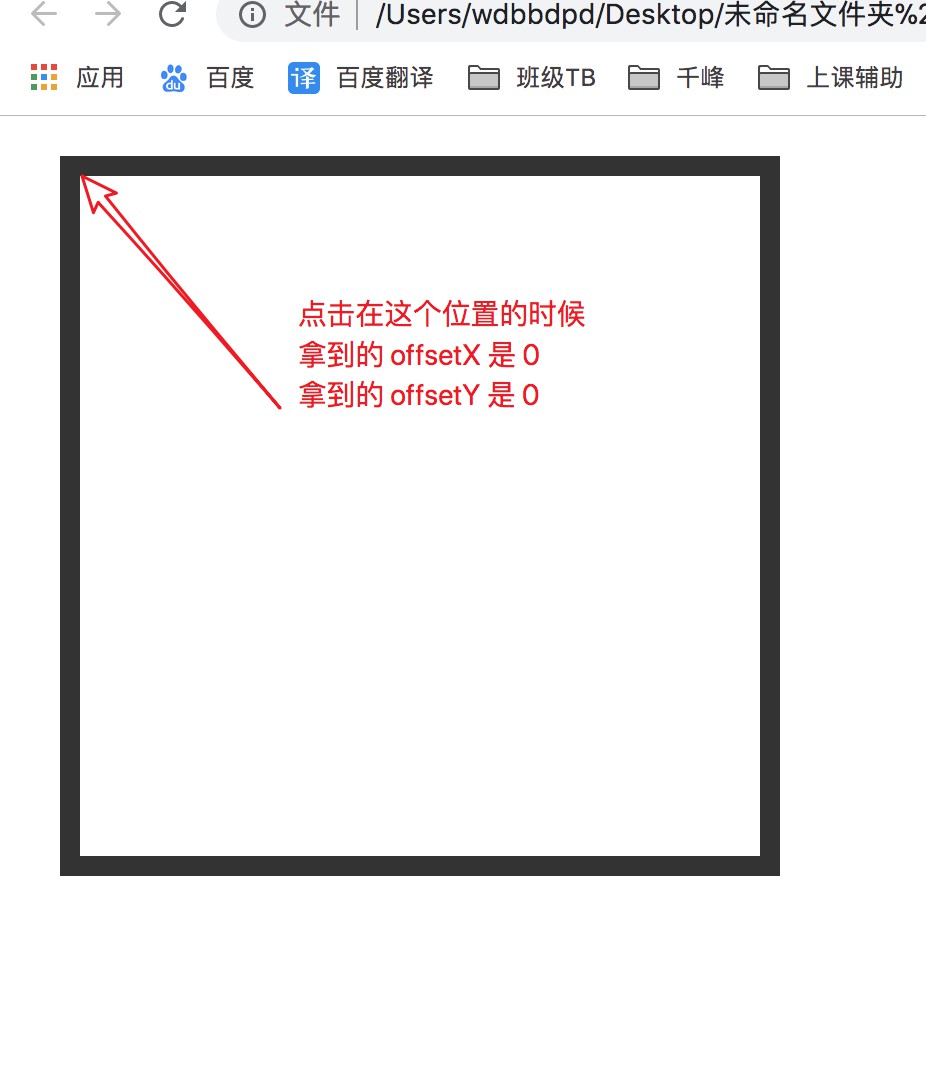 文件 /Users/wdbbdpd/Desktop/未命名文件夹%2
应用 du 百度 译 百度翻译 班级TB 千峰 上课辅助
点击在这个位置的时候
拿到的 offsetX 是 0
拿到的 offsetY 是 0